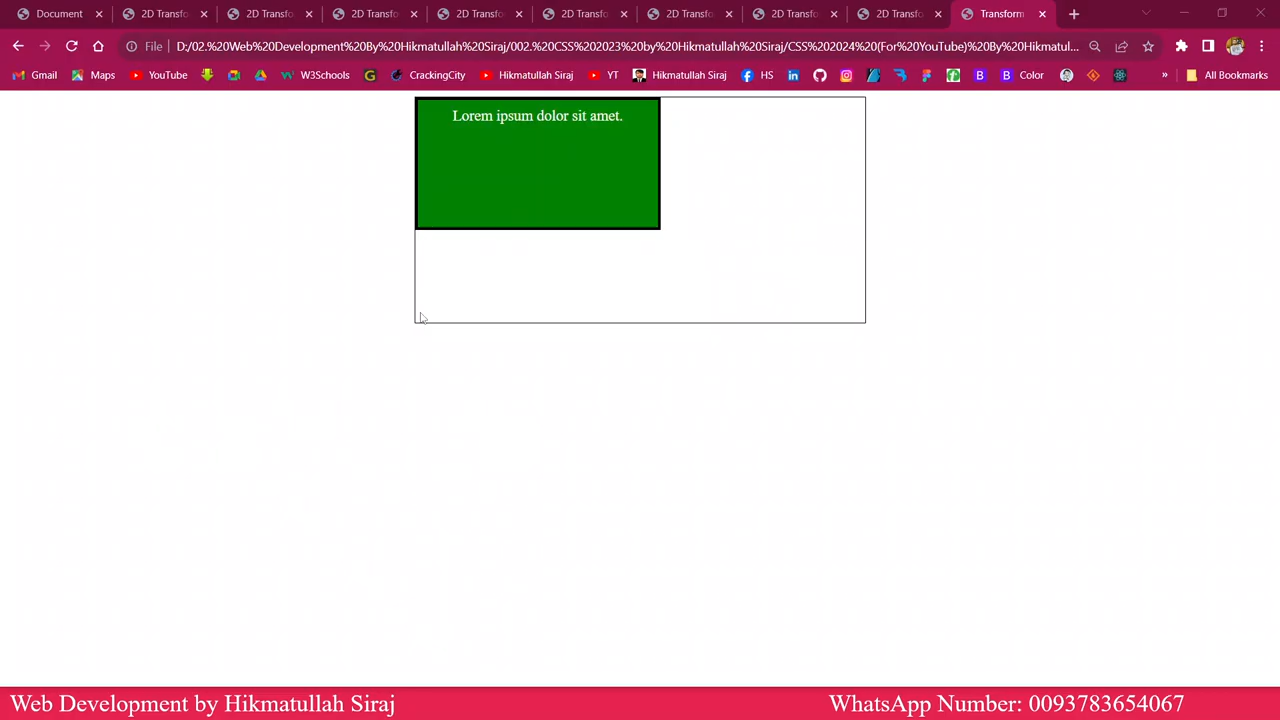 Document 2D Transfo 2D Transfo 2D Transfo 2D Transfo 2D Transfo 2D Transfo 2D Transfo 2D Transfo Transform
File D:/02.%20Web%20Development%20By%20Hikmatullah%20Siraj/002.%20CSS%202023%20by%20Hikmatullah%20Siraj/CSS%202024%20(For%20YouTube)%20By%20Hikmatul...
Gmail Maps YouTube W3Schools CrackingCity Hikmatullah Siraj YT Hikmatullah Siraj HS Color » All Bookmarks
Lorem ipsum dolor sit amet.
Web Development by Hikmatullah Siraj WhatsApp Number: 0093783654067